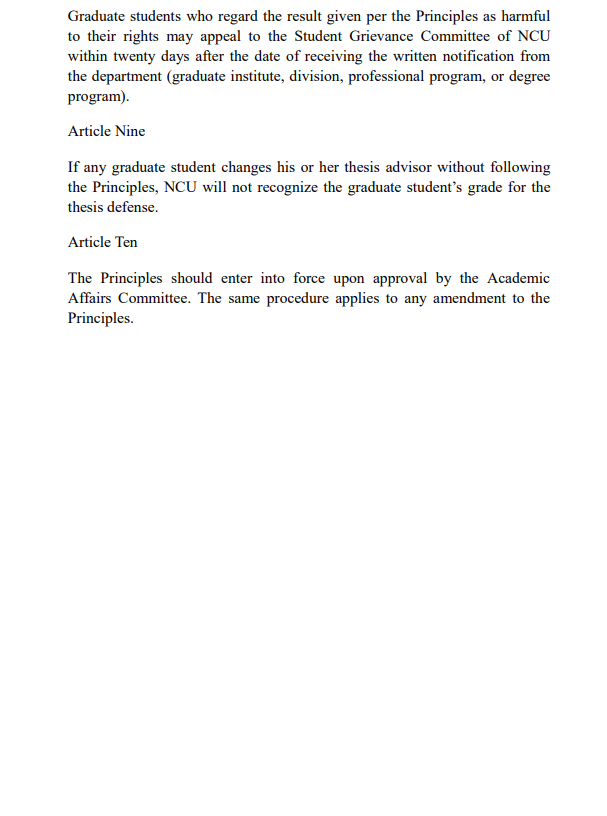 Graduate students who regard the result given per the Principles as harmful
to their rights may appeal to the Student Grievance Committee of NCU
within twenty days after the date of receiving the written notification from
the department (graduate institute, division, professional program, or degree
program).
Article Nine
If any graduate student changes his or her thesis advisor without following
the Principles, NCU will not recognize the graduate student’s grade for the
thesis defense.
Article Ten
The Principles should enter into force upon approval by the Academic
Affairs Committee. The same procedure applies to any amendment to the
Principles.